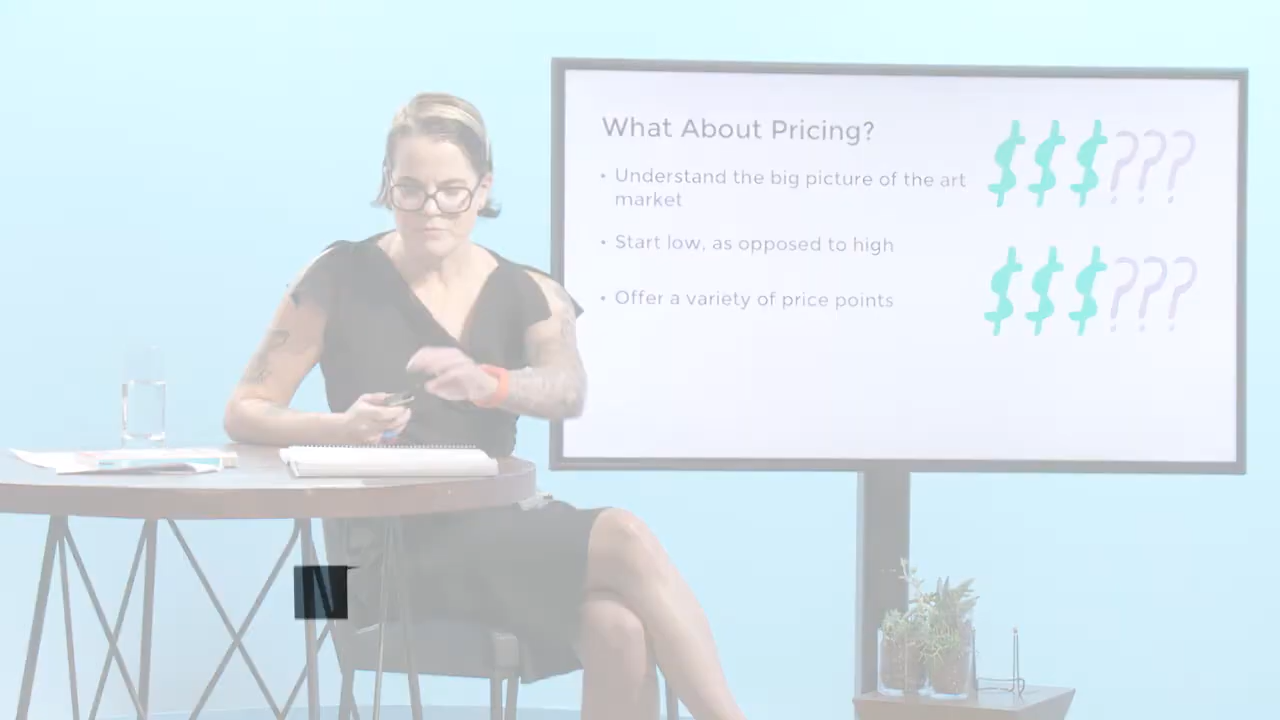 What About Pricing?
• Understand the big picture of the art
market
• Start low, as opposed to high
• Offer a variety of price points
$$$???
$$$???